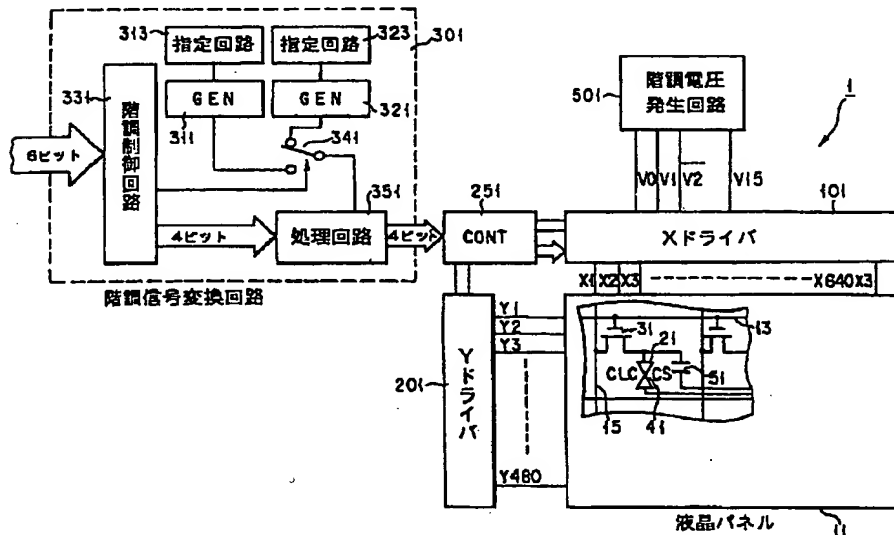 313
指定回路
指定回路
323
301
331
GEN
311
GEN
321
341
6ビット
階調制御回路
4ビット
処理回路
351
4ビット
階調信号変換回路
251
CONT
501
階調電圧
発生回路
1
V0
V1
V2
V15
101
Xドライバ
X1
X2
X3
X640X3
201
Yドライバ
Y1
Y2
Y3
Y480
31
21
13
CLC
CS
51
15
41
液晶パネル
11